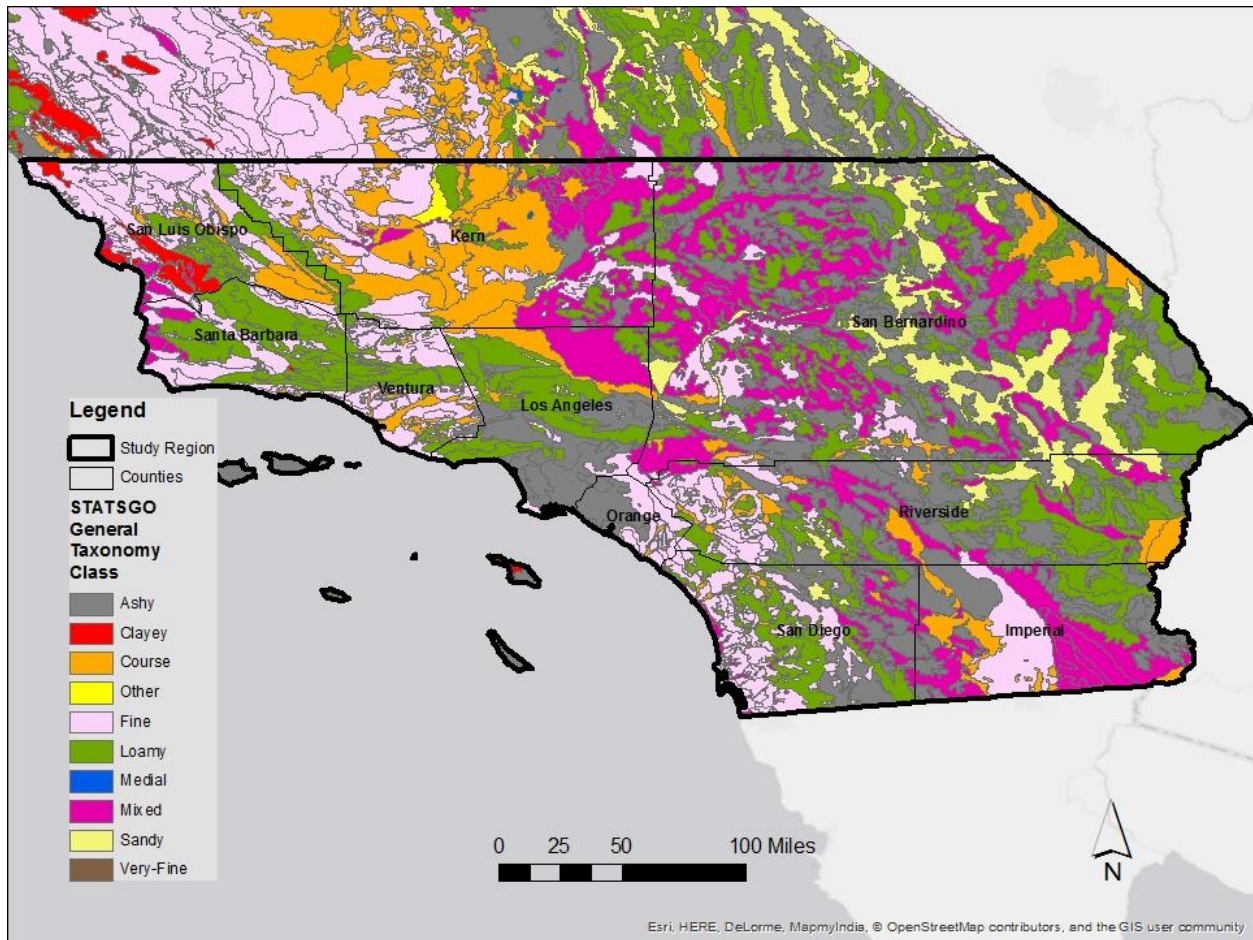 San Luis Obispo
Kern
San Bernardino
Santa Barbara
Ventura
Los Angeles
Orange
Riverside
San Diego
Imperial
Legend
Study Region
Counties
STATSGO
General
Taxonomy
Class
Ashy
Clayey
Course
Other
Fine
Loamy
Medial
Mixed
Sandy
Very-Fine
0 25 50 100 Miles
N
Esri, HERE, DeLorme, MapmyIndia, © OpenStreetMap contributors, and the GIS user community